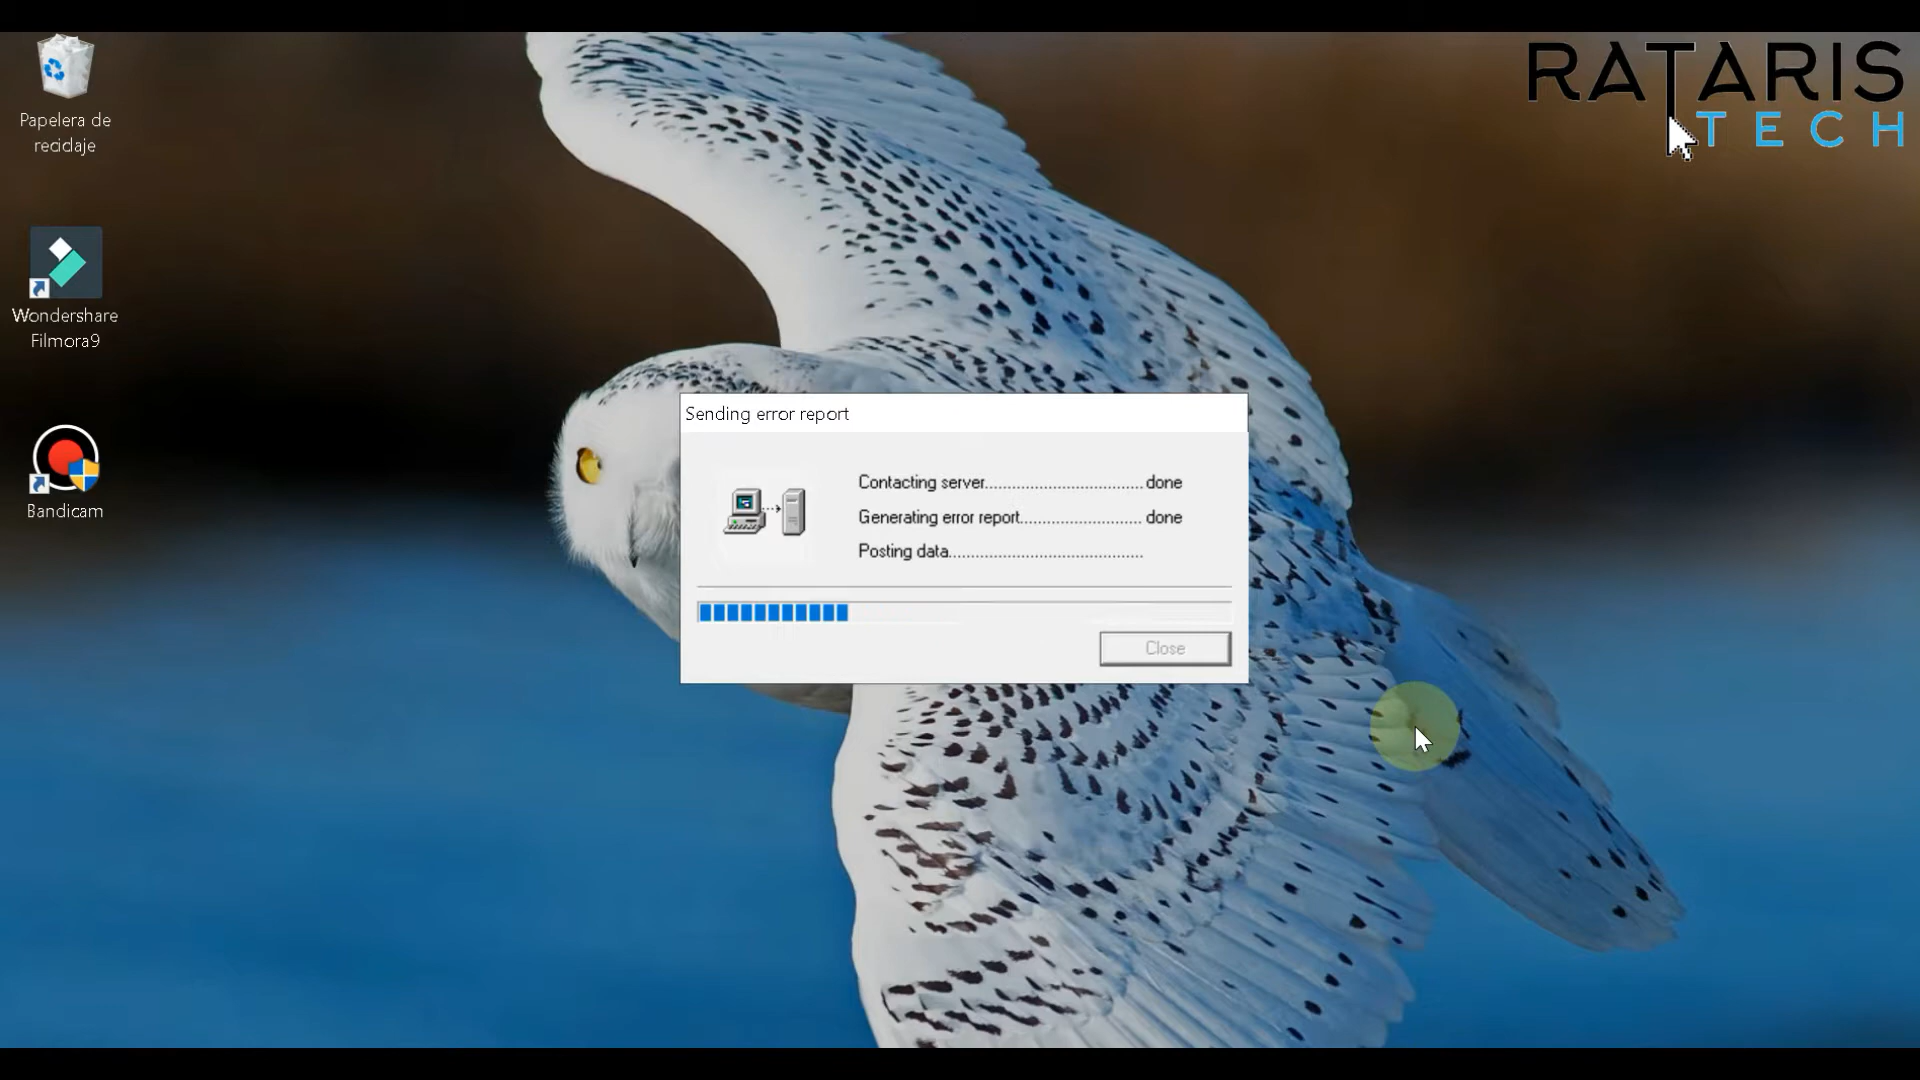 RATARIS
TECH
Papelera de
reciclaje
Wondershare
Filmora9
Bandicam
Sending error report
Contacting server.................................. done
Generating error report.......................... done
Posting data..........................................
Close